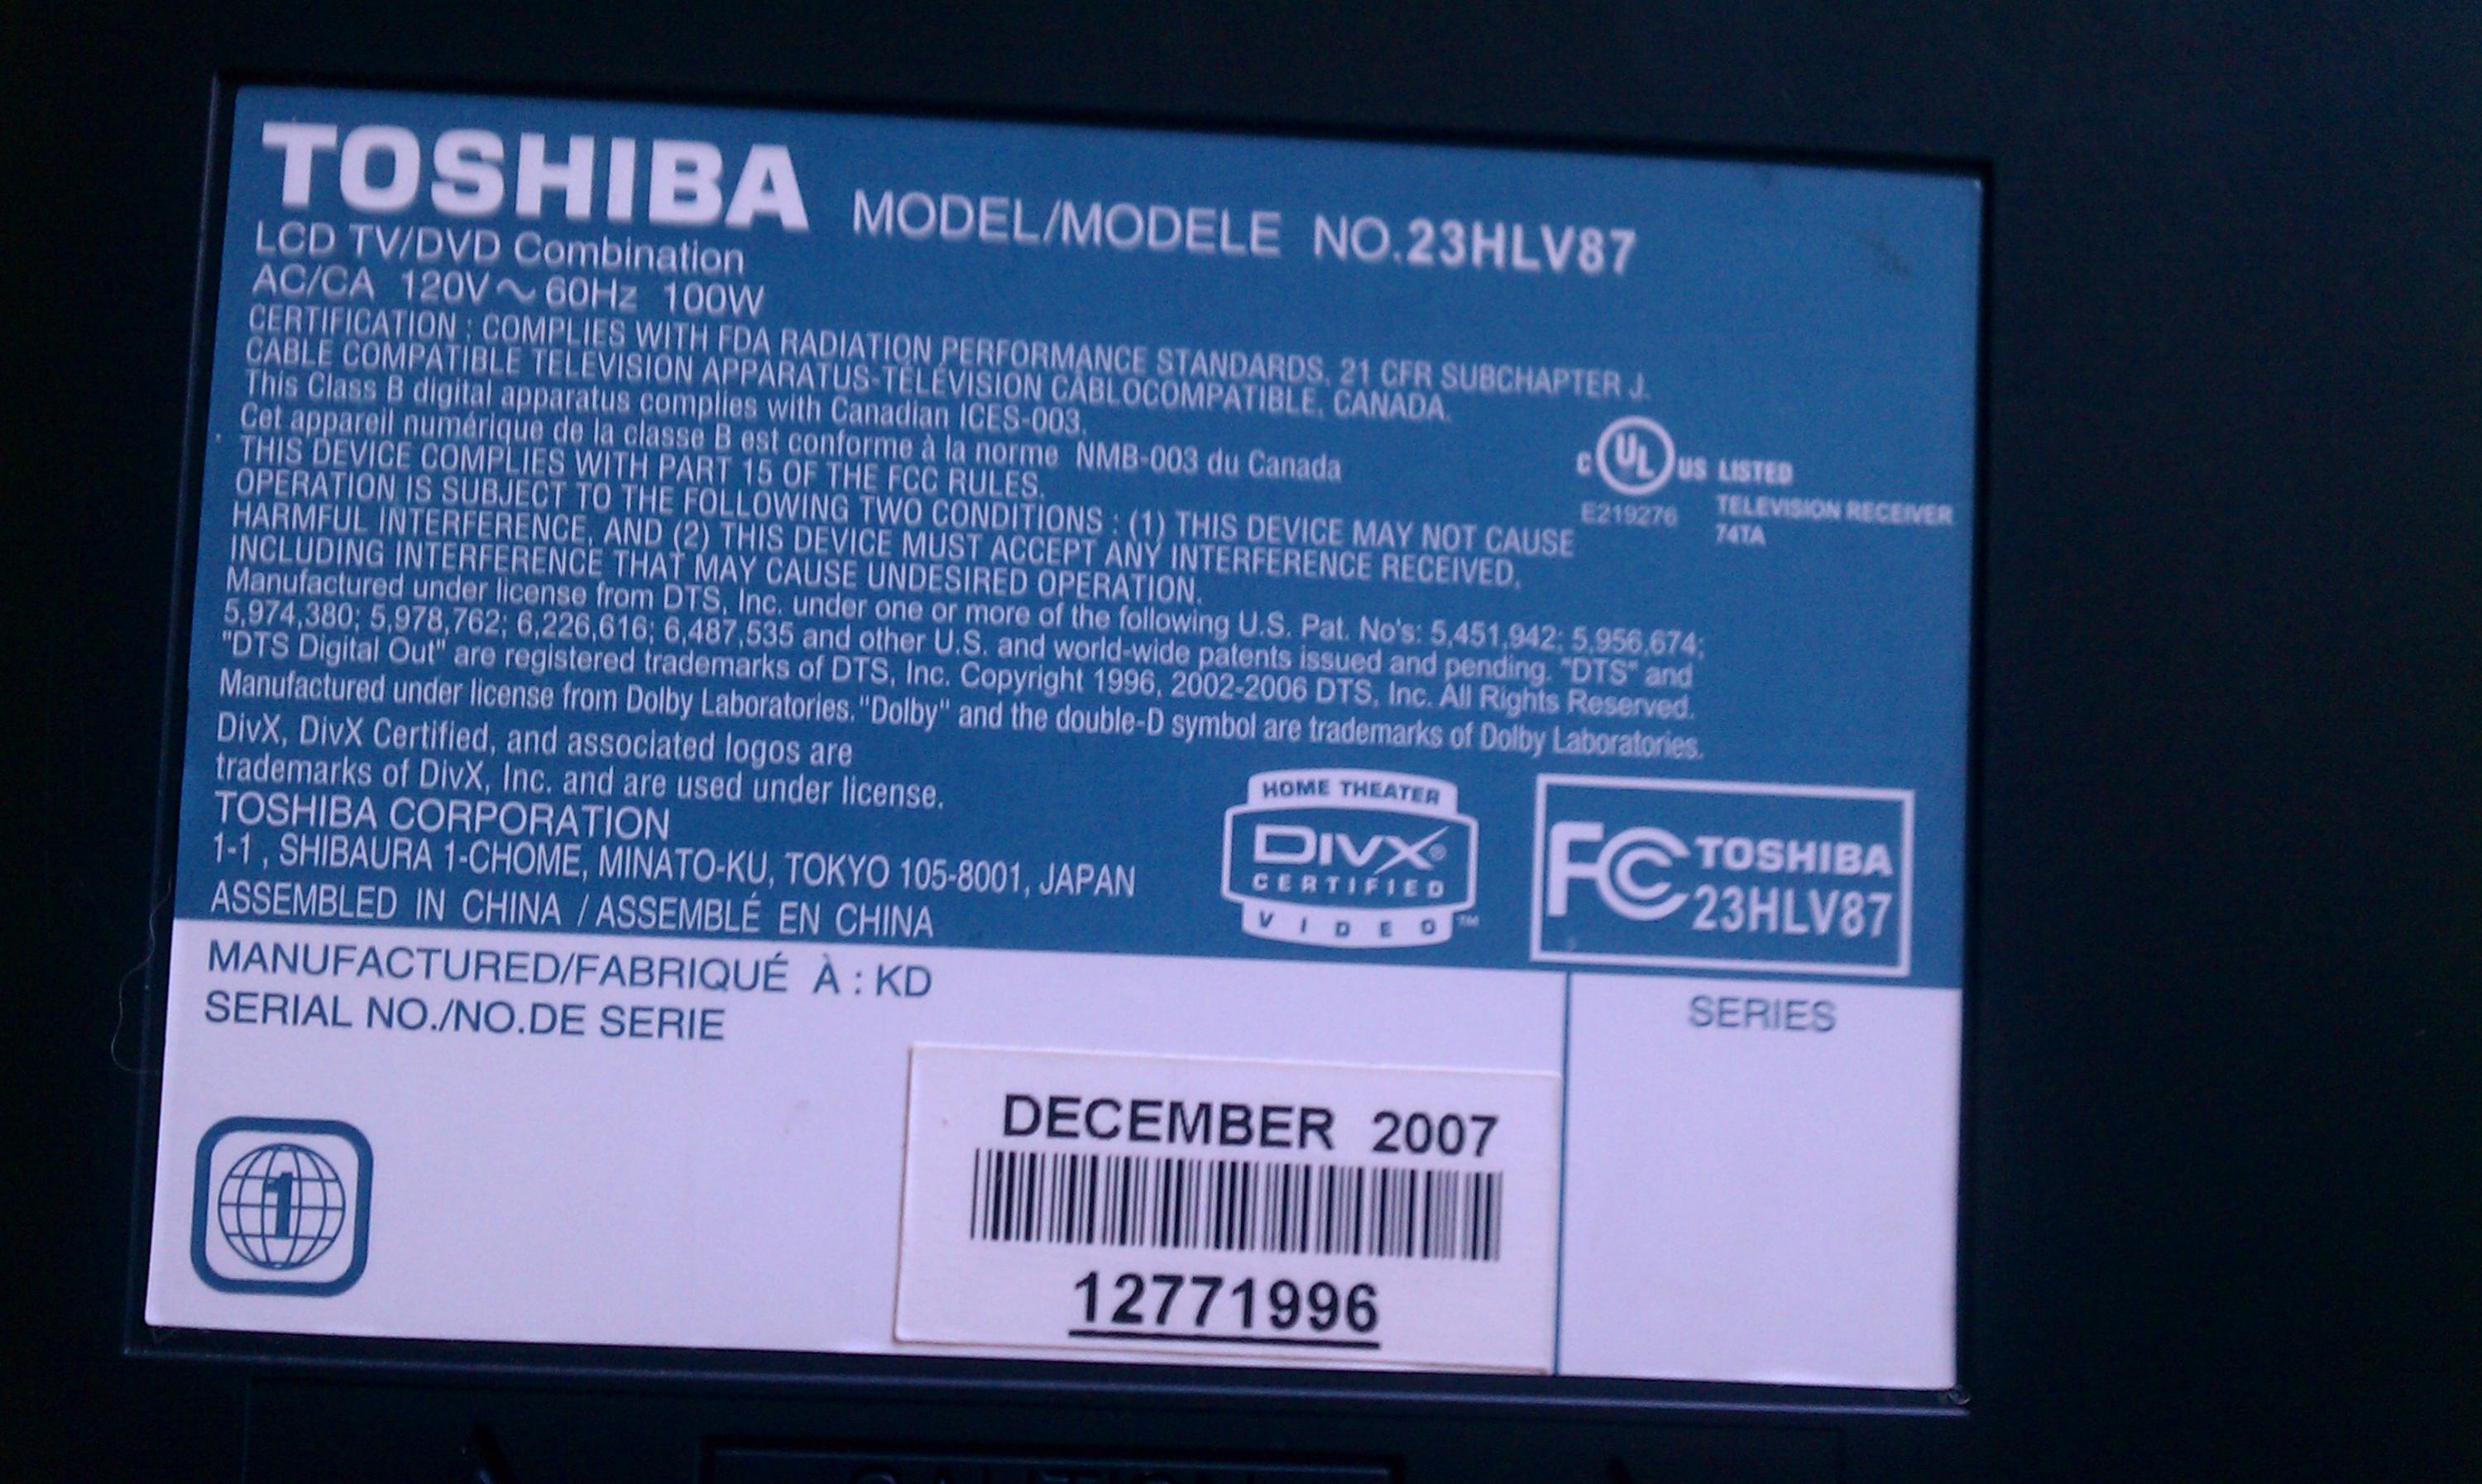 TOSHIBA MODEL/MODELE NO.23HLV87
LCD TV/DVD Combination
AC/CA 120V～60Hz 100W
CERTIFICATION : COMPLIES WITH FDA RADIATION PERFORMANCE STANDARDS, 21 CFR SUBCHAPTER J.
CABLE COMPATIBLE TELEVISION APPARATUS-TÉLÉVISION CÂBLOCOMPATIBLE, CANADA.
This Class B digital apparatus complies with Canadian ICES-003.
Cet appareil numérique de la classe B est conforme à la norme NMB-003 du Canada
THIS DEVICE COMPLIES WITH PART 15 OF THE FCC RULES.
OPERATION IS SUBJECT TO THE FOLLOWING TWO CONDITIONS : (1) THIS DEVICE MAY NOT CAUSE
HARMFUL INTERFERENCE, AND (2) THIS DEVICE MUST ACCEPT ANY INTERFERENCE RECEIVED,
INCLUDING INTERFERENCE THAT MAY CAUSE UNDESIRED OPERATION.
C UL US LISTED
E219276 TELEVISION RECEIVER
74TA
Manufactured under license from DTS, Inc. under one or more of the following U.S. Pat. No's: 5,451,942; 5,956,674;
5,974,380; 5,978,762; 6,226,616; 6,487,535 and other U.S. and world-wide patents issued and pending. "DTS" and
"DTS Digital Out" are registered trademarks of DTS, Inc. Copyright 1996, 2002-2006 DTS, Inc. All Rights Reserved.
Manufactured under license from Dolby Laboratories. "Dolby" and the double-D symbol are trademarks of Dolby Laboratories.
DivX, DivX Certified, and associated logos are
trademarks of DivX, Inc. and are used under license.
TOSHIBA CORPORATION
1-1 , SHIBAURA 1-CHOME, MINATO-KU, TOKYO 105-8001, JAPAN
ASSEMBLED IN CHINA / ASSEMBLÉ EN CHINA
HOME THEATER
DIVX®
CERTIFIED
VIDEO™
FC TOSHIBA
23HLV87
MANUFACTURED/FABRIQUÉ À : KD
SERIAL NO./NO.DE SERIE
SERIES
1
DECEMBER 2007
12771996